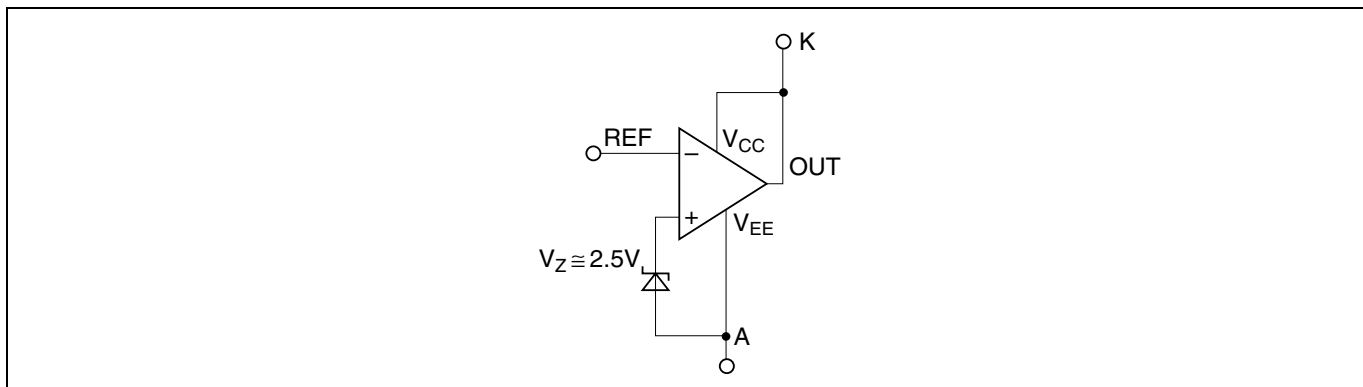 K
REF
−
V_CC
OUT
+
V_EE
V_Z ≅ 2.5V
A